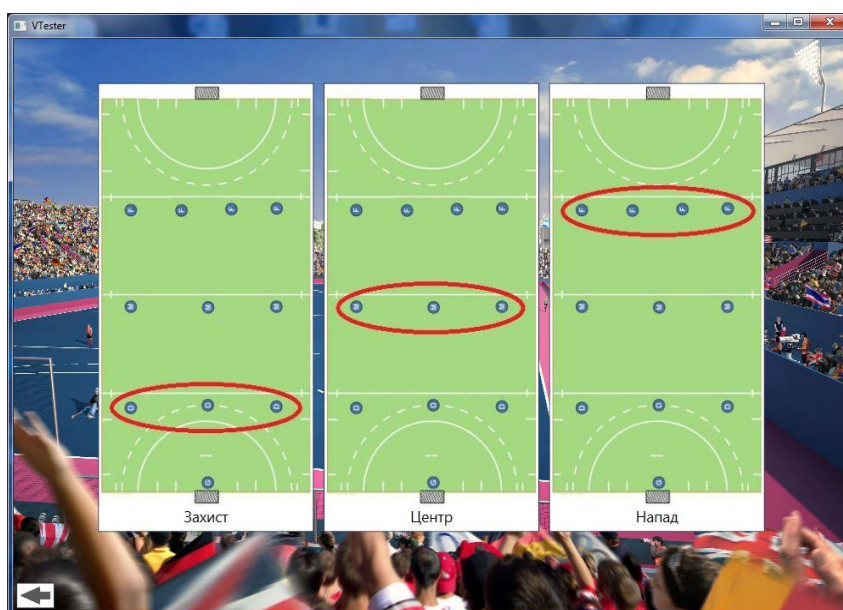 VTester
F F F F F F F F F F F F
M M M M M M M M M
D D D D D D D D D
G G G
Захист Центр Напад